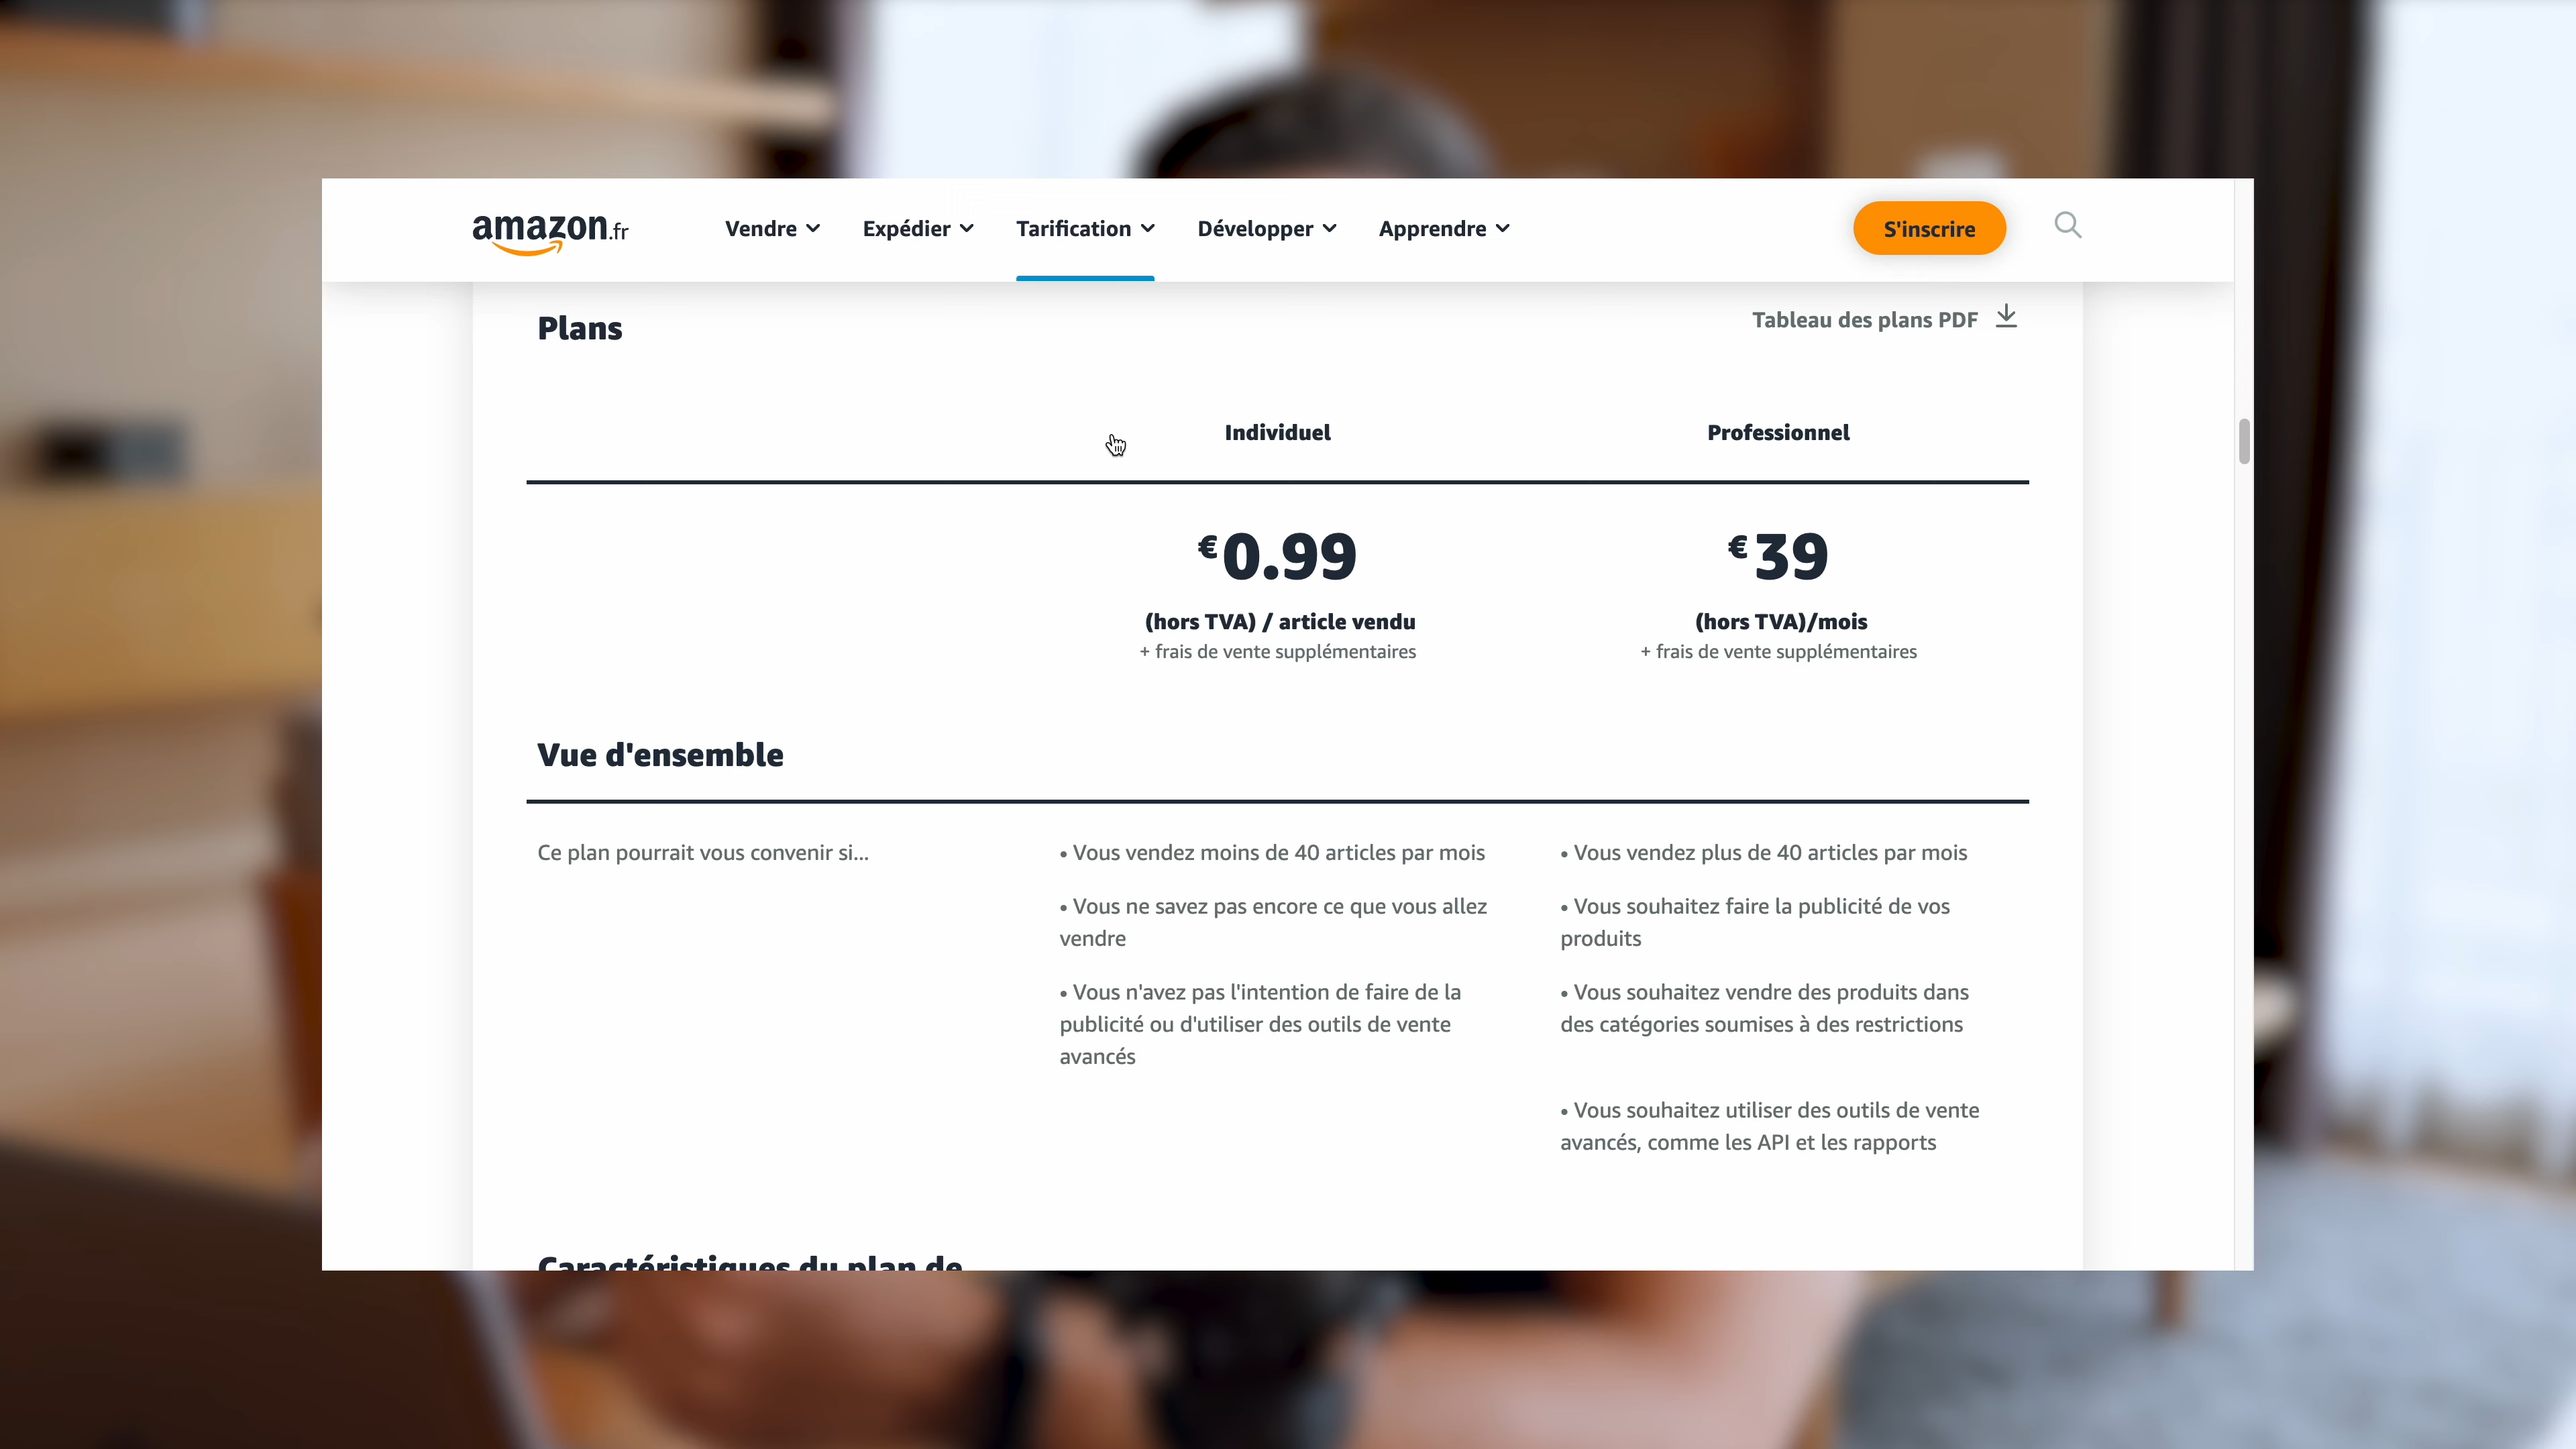 amazon.fr
Vendre
Expédier
Tarification
Développer
Apprendre
S'inscrire
Plans
Tableau des plans PDF
Individuel
Professionnel
€0.99
€39
(hors TVA) / article vendu
(hors TVA)/mois
+ frais de vente supplémentaires
+ frais de vente supplémentaires
Vue d'ensemble
Ce plan pourrait vous convenir si...
• Vous vendez moins de 40 articles par mois
• Vous ne savez pas encore ce que vous allez
vendre
• Vous n'avez pas l'intention de faire de la
publicité ou d'utiliser des outils de vente
avancés
• Vous vendez plus de 40 articles par mois
• Vous souhaitez faire la publicité de vos
produits
• Vous souhaitez vendre des produits dans
des catégories soumises à des restrictions
• Vous souhaitez utiliser des outils de vente
avancés, comme les API et les rapports
Caractéristiques du plan de